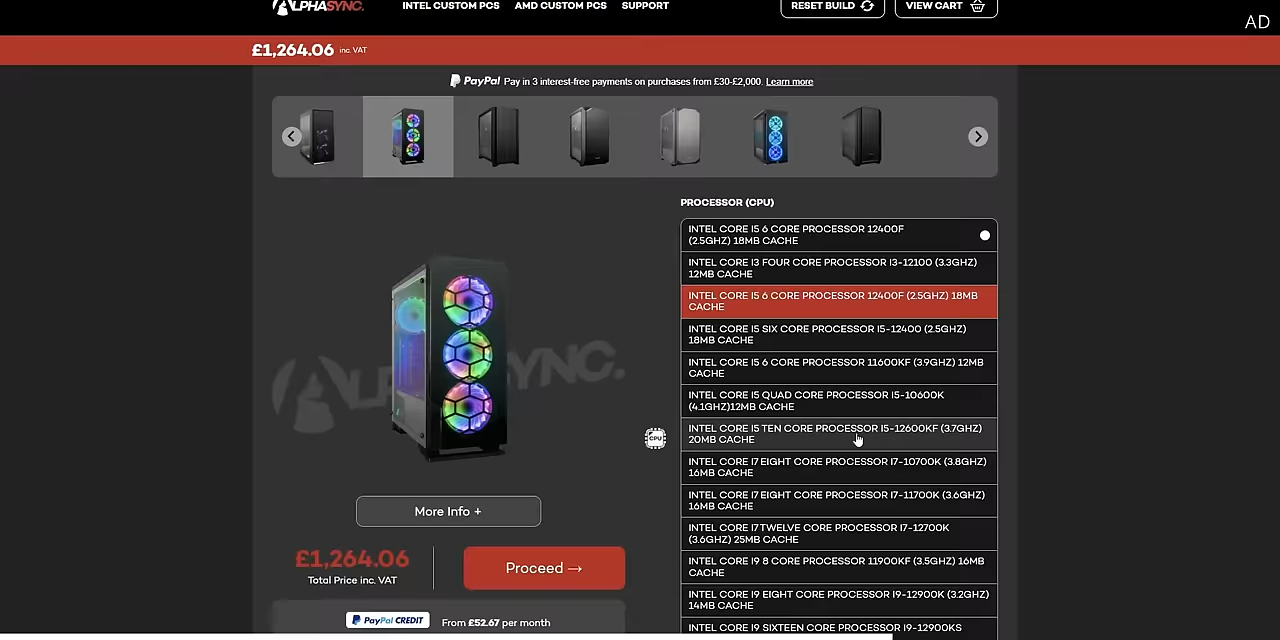 ALPHASYNC.
INTEL CUSTOM PCS
AMD CUSTOM PCS
SUPPORT
RESET BUILD
VIEW CART
AD
£1,264.06 inc. VAT
PayPal Pay in 3 interest-free payments on purchases from £30-£2,000. Learn more
PROCESSOR (CPU)
INTEL CORE I5 6 CORE PROCESSOR 12400F
(2.5GHZ) 18MB CACHE
INTEL CORE I3 FOUR CORE PROCESSOR I3-12100 (3.3GHZ)
12MB CACHE
INTEL CORE I5 6 CORE PROCESSOR 12400F (2.5GHZ) 18MB
CACHE
INTEL CORE I5 SIX CORE PROCESSOR I5-12400 (2.5GHZ)
18MB CACHE
INTEL CORE I5 6 CORE PROCESSOR 11600KF (3.9GHZ) 12MB
CACHE
INTEL CORE I5 QUAD CORE PROCESSOR I5-10600K
(4.1GHZ)12MB CACHE
INTEL CORE I5 TEN CORE PROCESSOR I5-12600KF (3.7GHZ)
20MB CACHE
INTEL CORE I7 EIGHT CORE PROCESSOR I7-10700K (3.8GHZ)
16MB CACHE
INTEL CORE I7 EIGHT CORE PROCESSOR I7-11700K (3.6GHZ)
16MB CACHE
INTEL CORE I7 TWELVE CORE PROCESSOR I7-12700K
(3.6GHZ) 25MB CACHE
INTEL CORE I9 8 CORE PROCESSOR 11900KF (3.5GHZ) 16MB
CACHE
INTEL CORE I9 EIGHT CORE PROCESSOR I9-12900K (3.2GHZ)
14MB CACHE
INTEL CORE I9 SIXTEEN CORE PROCESSOR I9-12900KS
CPU
ALPHASYNC.
More Info +
£1,264.06
Total Price inc. VAT
Proceed →
PayPal CREDIT From £52.67 per month